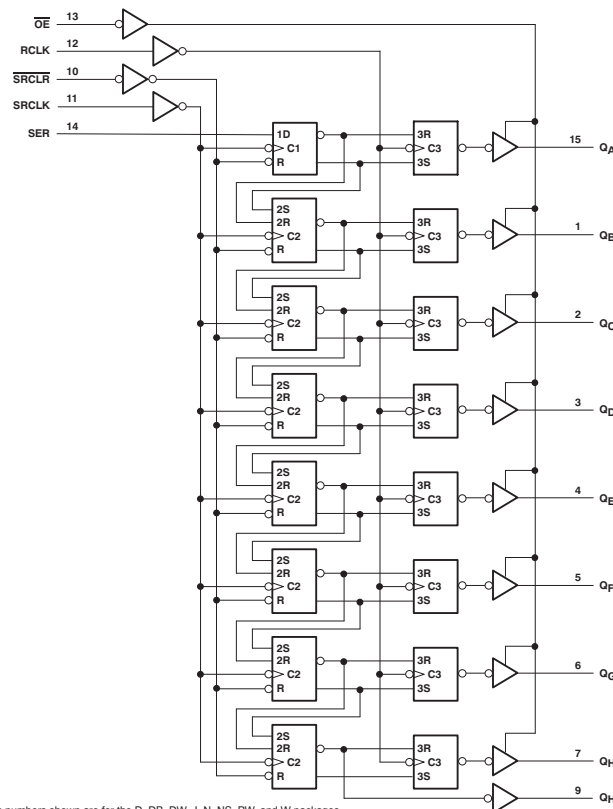 OE 13
RCLK 12
SRCLR 10
SRCLK 11
SER 14
1D 3R
C1 C3 15 QA
R 3S
2S
2R 3R
C2 C3 1 QB
R 3S
2S
2R 3R
C2 C3 2 QC
R 3S
2S
2R 3R
C2 C3 3 QD
R 3S
2S
2R 3R
C2 C3 4 QE
R 3S
2S
2R 3R
C2 C3 5 QF
R 3S
2S
2R 3R
C2 C3 6 QG
R 3S
2S
2R 3R
C2 C3 7 QH
R 3S
9 QH
numbers shown are for the D, DB, DW, J, N, NS, PW, and W packages